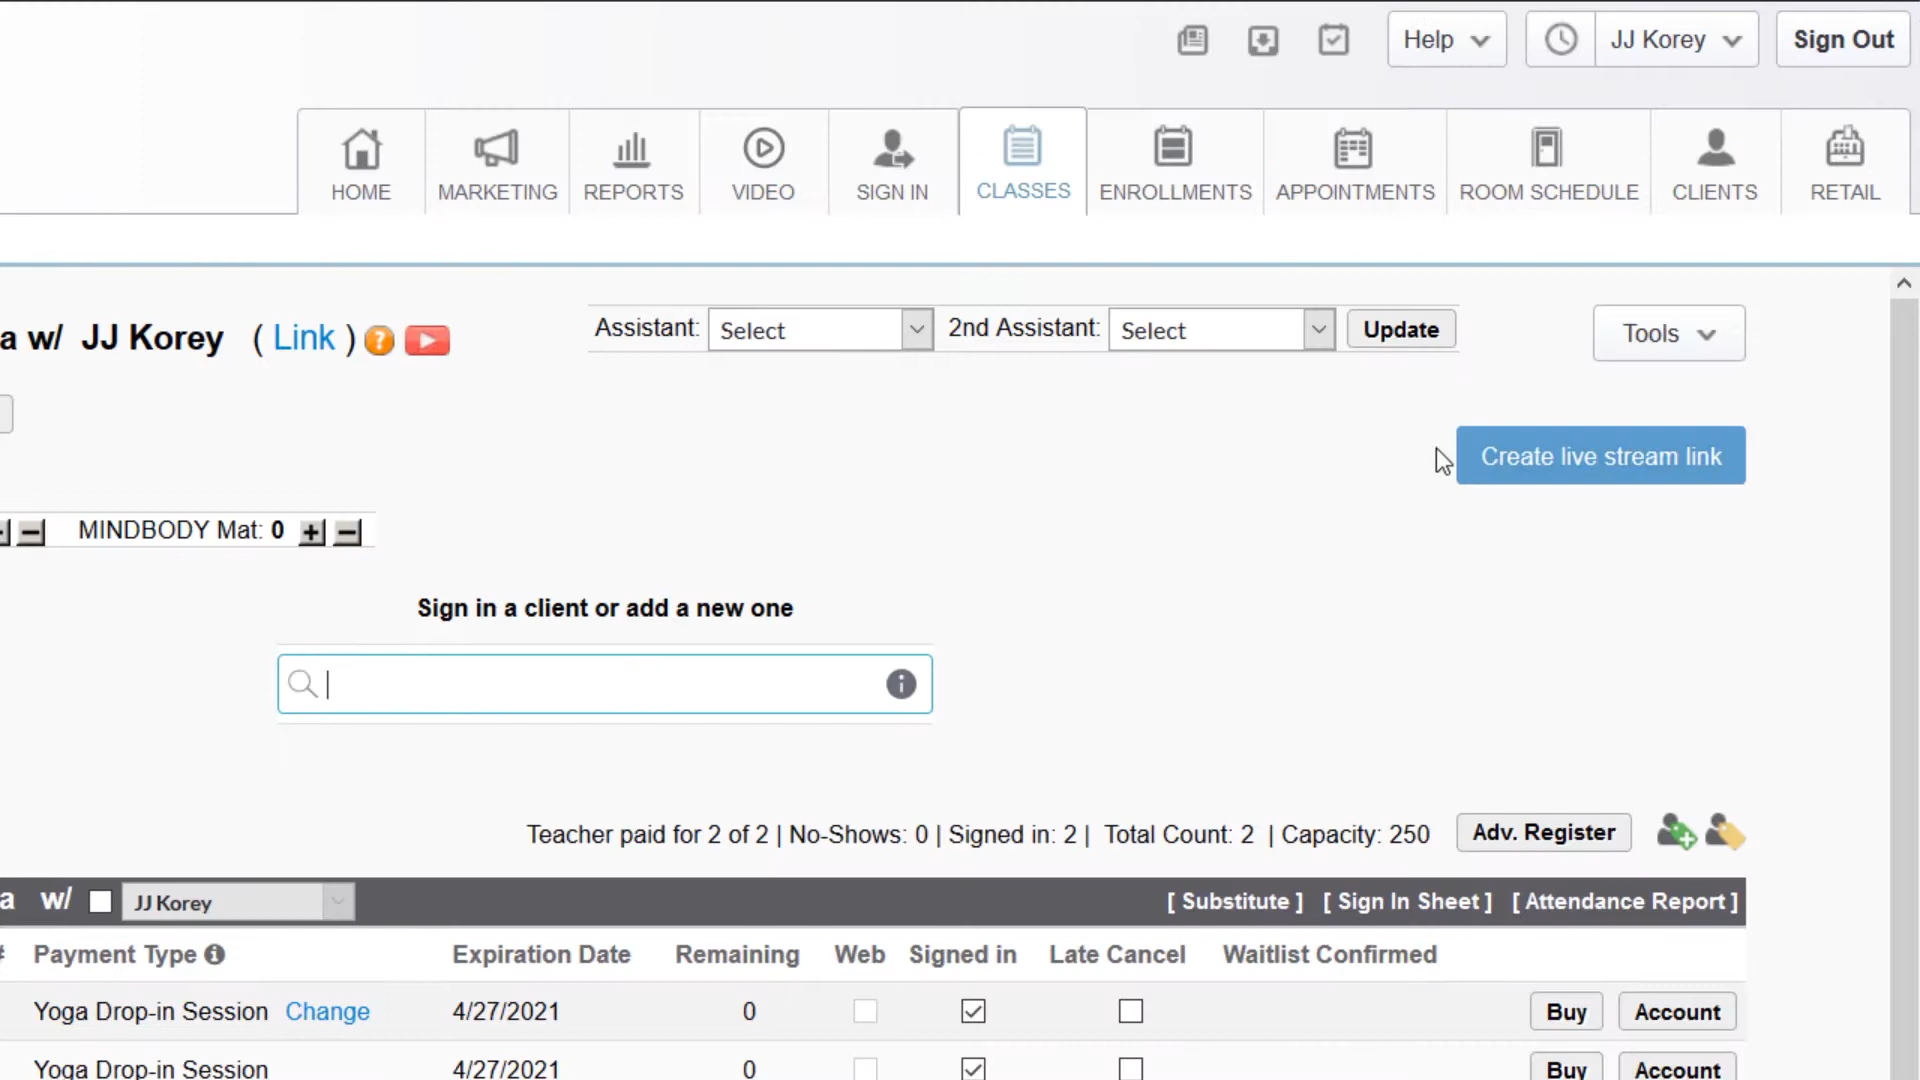 Help JJ Korey Sign Out
HOME MARKETING REPORTS VIDEO SIGN IN CLASSES ENROLLMENTS APPOINTMENTS ROOM SCHEDULE CLIENTS RETAIL
a w/ JJ Korey ( Link ) ? Assistant: Select 2nd Assistant: Select Update Tools
Create live stream link
MINDBODY Mat: 0 + −
Sign in a client or add a new one
Teacher paid for 2 of 2 | No-Shows: 0 | Signed in: 2 | Total Count: 2 | Capacity: 250 Adv. Register
a w/ JJ Korey [ Substitute ] [ Sign In Sheet ] [ Attendance Report ]
Payment Type Expiration Date Remaining Web Signed in Late Cancel Waitlist Confirmed
Yoga Drop-in Session Change 4/27/2021 0 Buy Account
Yoga Drop-in Session 4/27/2021 0 Buy Account